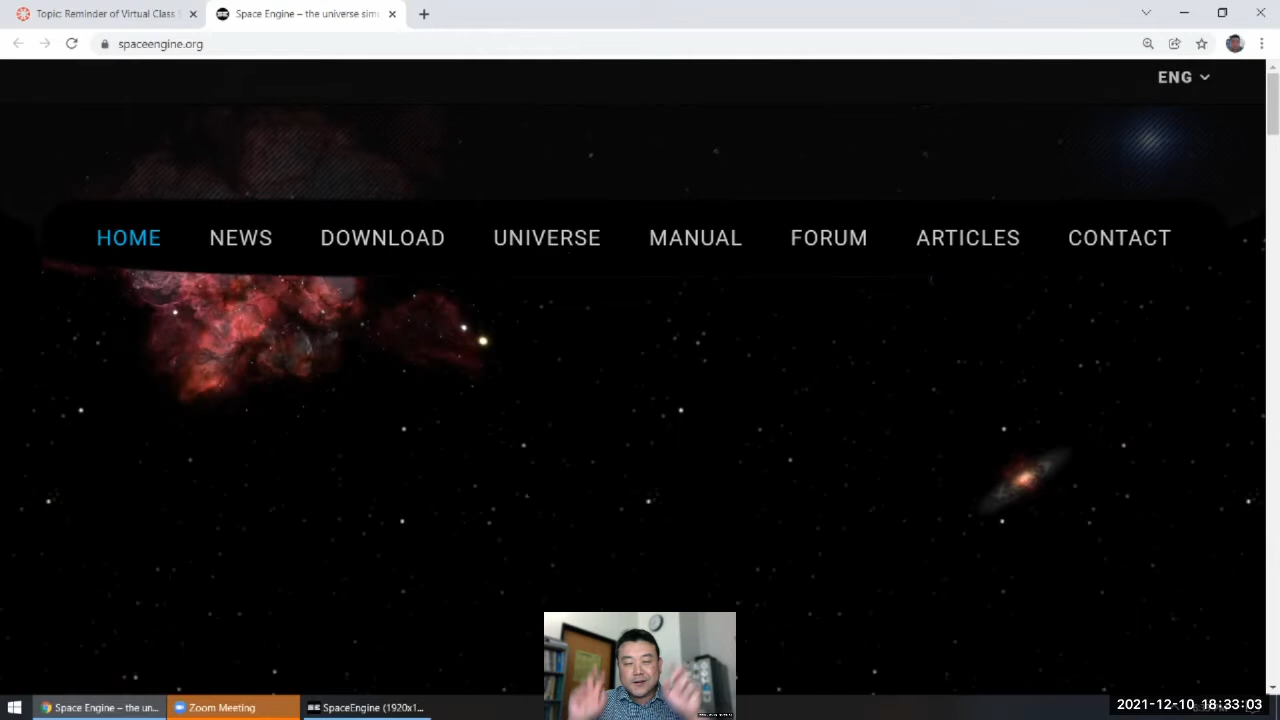 Topic: Reminder of Virtual Class
Space Engine – the universe sim
spaceengine.org
ENG
HOME NEWS DOWNLOAD UNIVERSE MANUAL FORUM ARTICLES CONTACT
Space Engine – the un...
Zoom Meeting
SpaceEngine (1920x1...
2021-12-10 18:33:03